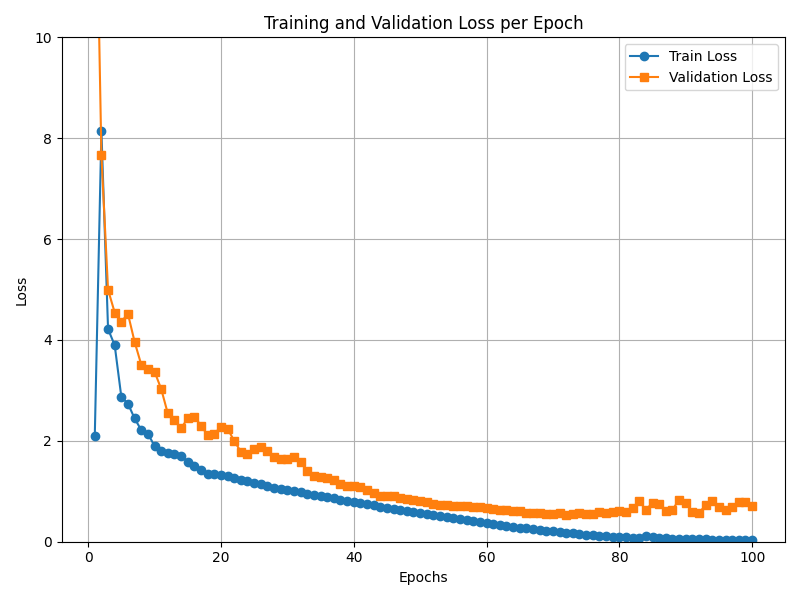 Training and Validation Loss per Epoch
10
8
6
4
2
0
Loss
Train Loss
Validation Loss
0 20 40 60 80 100
Epochs